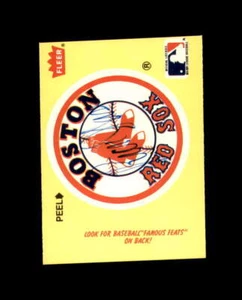 FLEER
®
BOSTON
RED SOX
PEEL
LOOK FOR BASEBALL "FAMOUS FEATS"
ON BACK!